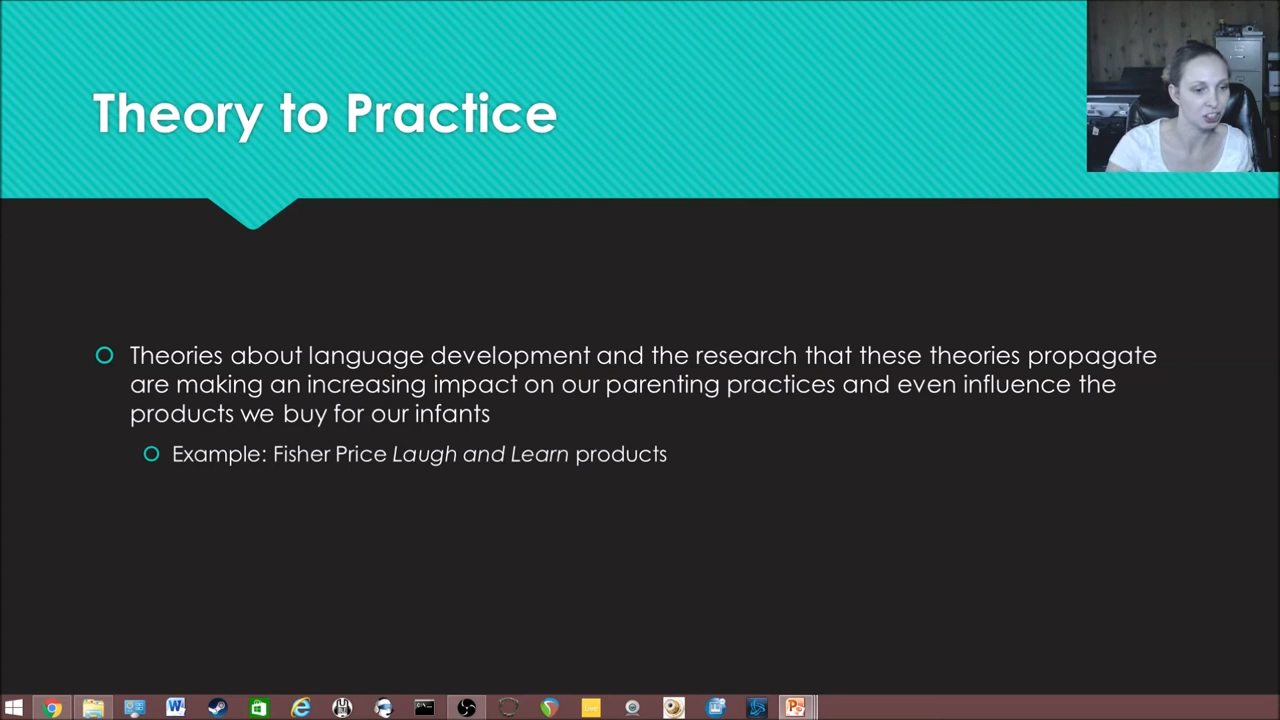 Theory to Practice
Theories about language development and the research that these theories propagate
are making an increasing impact on our parenting practices and even influence the
products we buy for our infants
Example: Fisher Price Laugh and Learn products